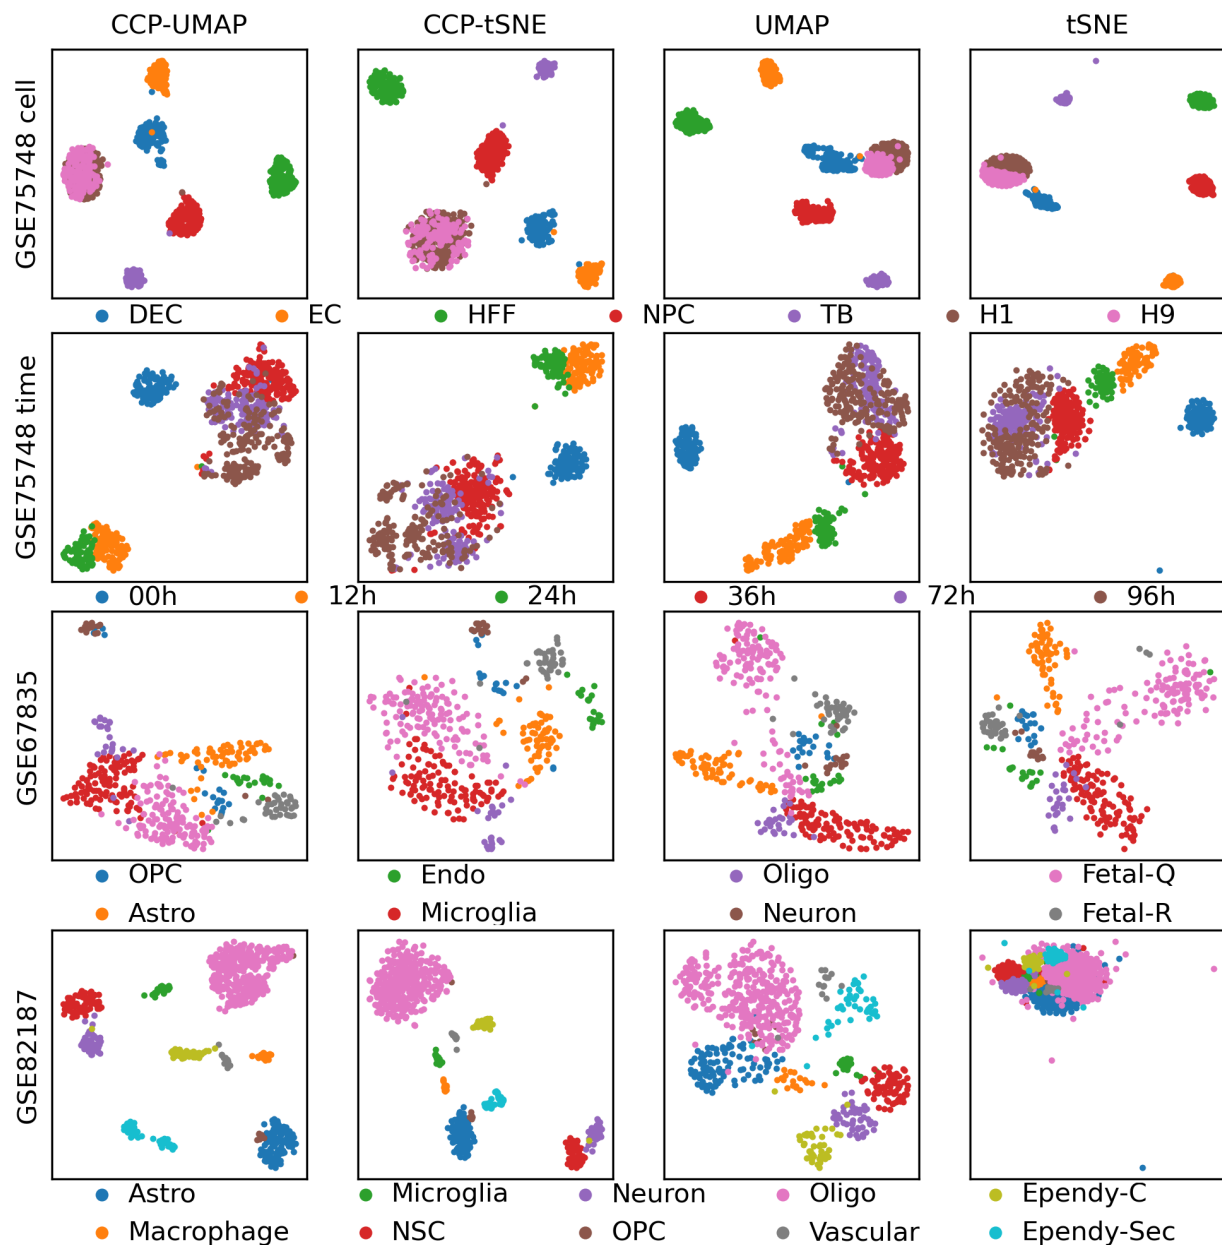 CCP-UMAP CCP-tSNE UMAP tSNE
GSE75748 cell
DEC EC HFF NPC TB H1 H9
GSE75748 time
00h 12h 24h 36h 72h 96h
GSE67835
OPC Endo Oligo Fetal-Q
Astro Microglia Neuron Fetal-R
GSE82187
Astro Microglia Neuron Oligo Ependy-C
Macrophage NSC OPC Vascular Ependy-Sec